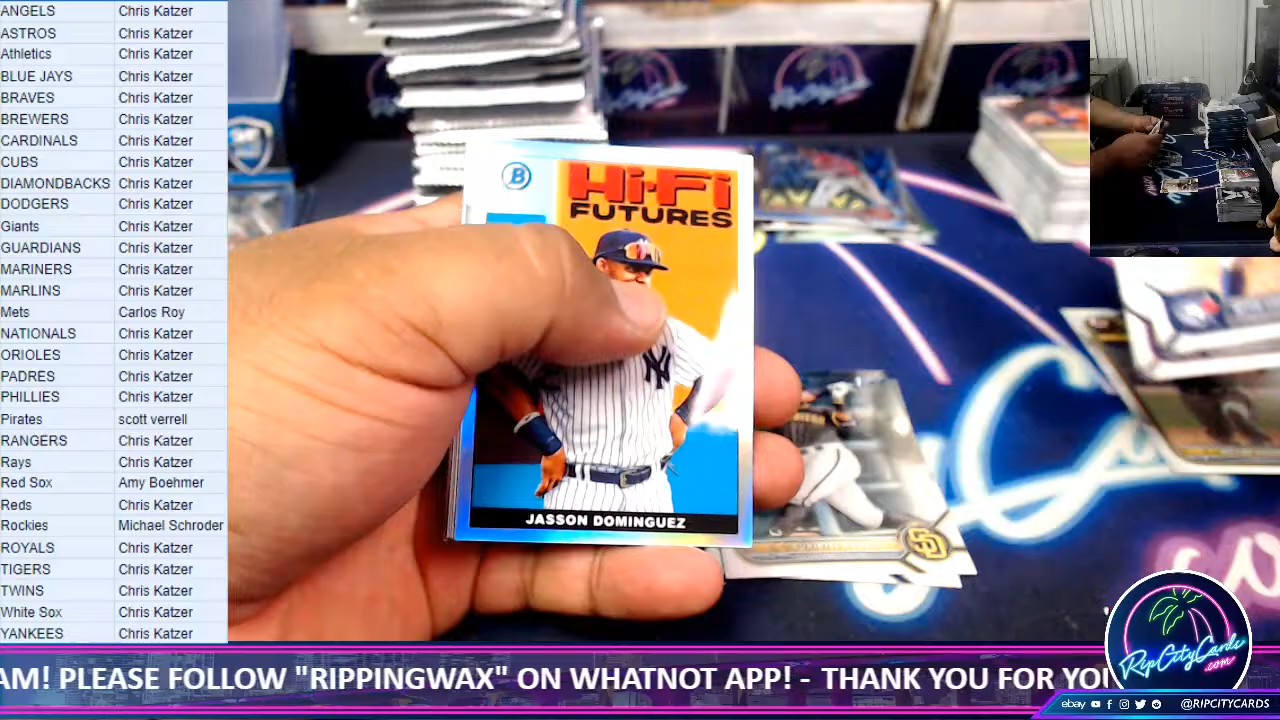 ANGELS Chris Katzer
ASTROS Chris Katzer
Athletics Chris Katzer
BLUE JAYS Chris Katzer
BRAVES Chris Katzer
BREWERS Chris Katzer
CARDINALS Chris Katzer
CUBS Chris Katzer
DIAMONDBACKS Chris Katzer
DODGERS Chris Katzer
Giants Chris Katzer
GUARDIANS Chris Katzer
MARINERS Chris Katzer
MARLINS Chris Katzer
Mets Carlos Roy
NATIONALS Chris Katzer
ORIOLES Chris Katzer
PADRES Chris Katzer
PHILLIES Chris Katzer
Pirates scott verrell
RANGERS Chris Katzer
Rays Chris Katzer
Red Sox Amy Boehmer
Reds Chris Katzer
Rockies Michael Schroder
ROYALS Chris Katzer
TIGERS Chris Katzer
TWINS Chris Katzer
White Sox Chris Katzer
YANKEES Chris Katzer
B
Hi-Fi
FUTURES
NY
JASSON DOMINGUEZ
SD
RipCityCards
.com
AM! PLEASE FOLLOW "RIPPINGWAX" ON WHATNOT APP! - THANK YOU FOR YOU
ebay @RIPCITYCARDS